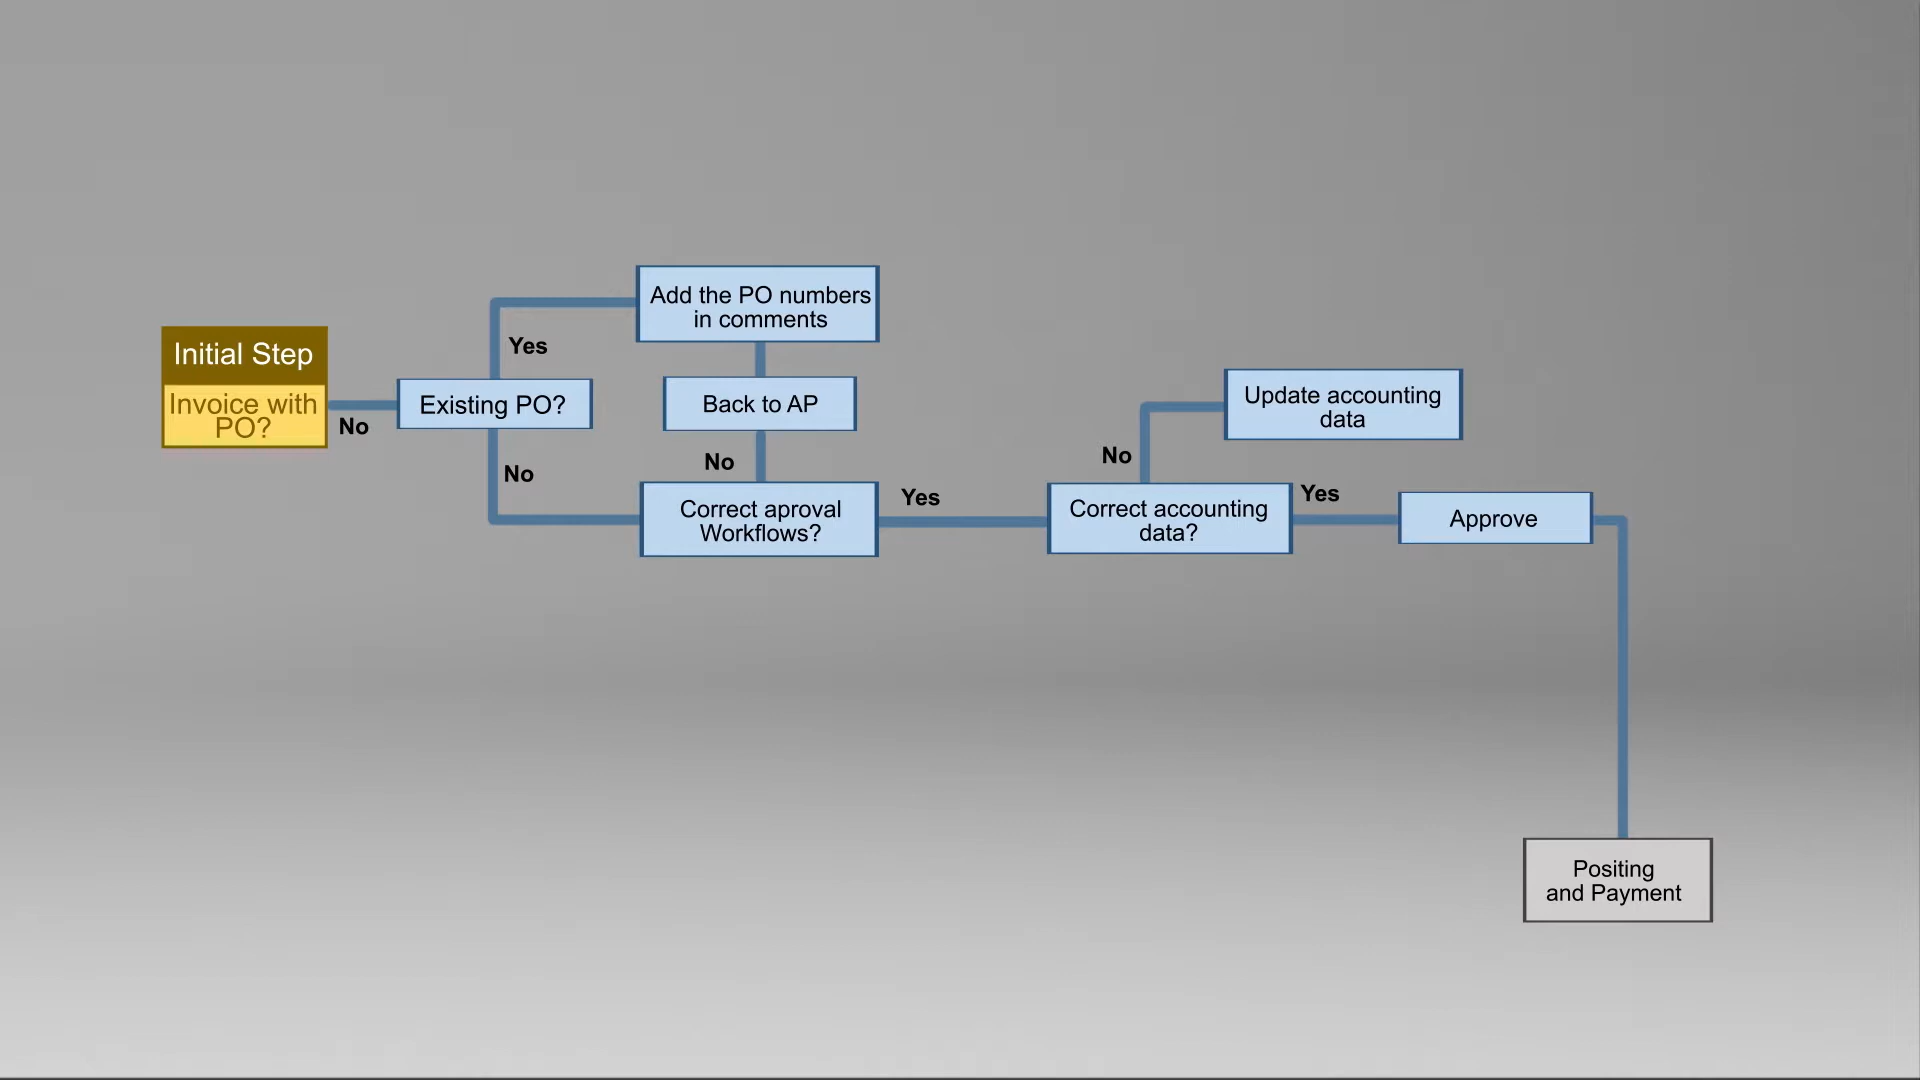 Initial Step
Invoice with
PO?
No
Existing PO?
Yes
No
Add the PO numbers
in comments
Back to AP
No
Correct aproval
Workflows?
Yes
Correct accounting
data?
No
Update accounting
data
Yes
Approve
Positing
and Payment